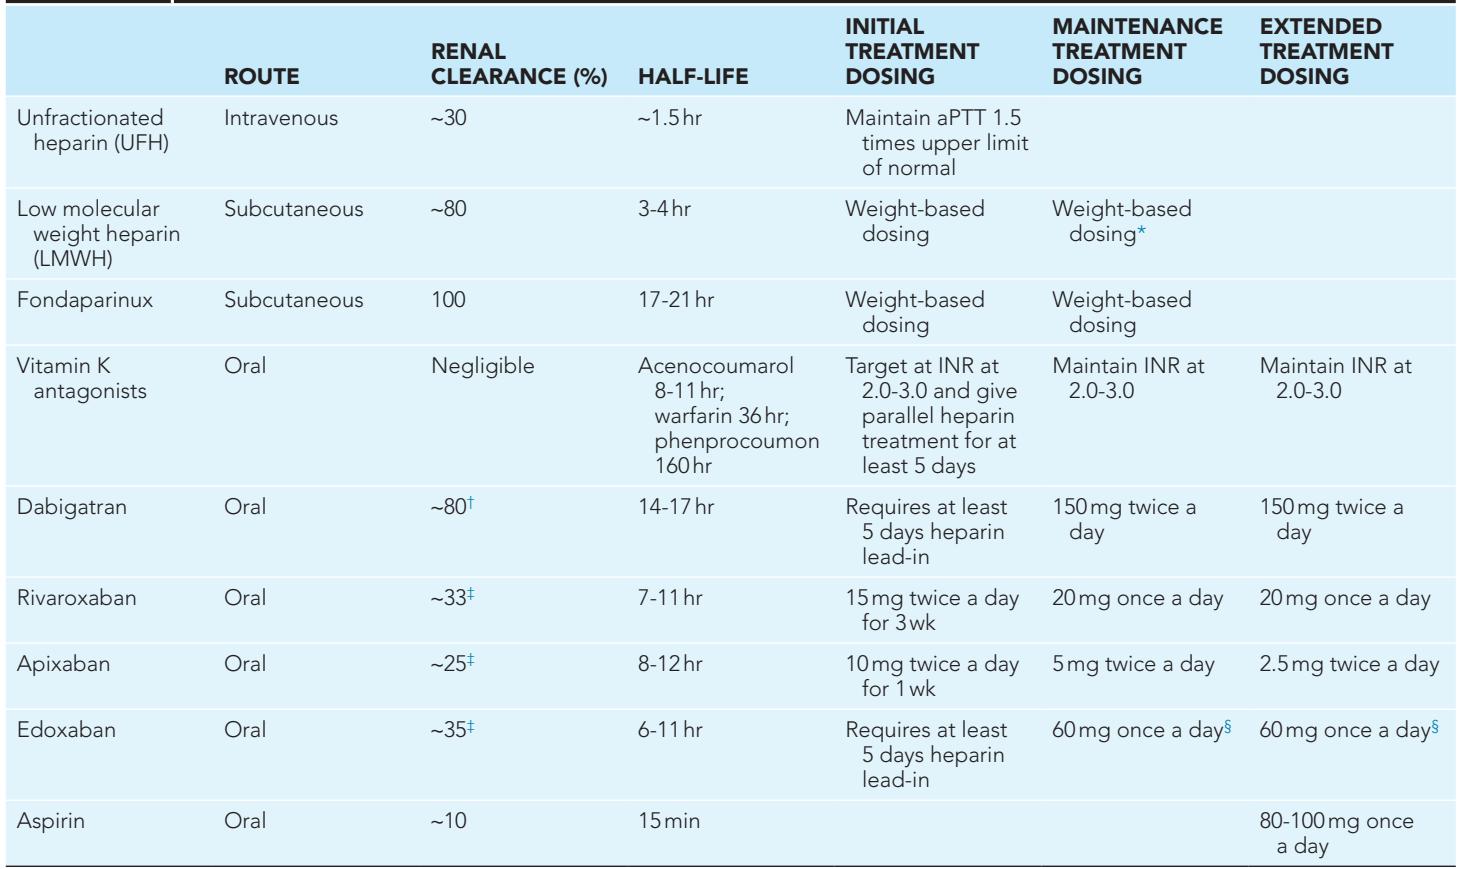 ROUTE
RENAL
CLEARANCE (%)
HALF-LIFE
INITIAL
TREATMENT
DOSING
MAINTENANCE
TREATMENT
DOSING
EXTENDED
TREATMENT
DOSING
Unfractionated
heparin (UFH)
Intravenous
~30
~1.5 hr
Maintain aPTT 1.5
times upper limit
of normal
Low molecular
weight heparin
(LMWH)
Subcutaneous
~80
3-4 hr
Weight-based
dosing
Weight-based
dosing*
Fondaparinux
Subcutaneous
100
17-21 hr
Weight-based
dosing
Weight-based
dosing
Vitamin K
antagonists
Oral
Negligible
Acenocoumarol
8-11 hr;
warfarin 36 hr;
phenprocoumon
160 hr
Target at INR at
2.0-3.0 and give
parallel heparin
treatment for at
least 5 days
Maintain INR at
2.0-3.0
Maintain INR at
2.0-3.0
Dabigatran
Oral
~80†
14-17 hr
Requires at least
5 days heparin
lead-in
150 mg twice a
day
150 mg twice a
day
Rivaroxaban
Oral
~33‡
7-11 hr
15 mg twice a day
for 3 wk
20 mg once a day
20 mg once a day
Apixaban
Oral
~25‡
8-12 hr
10 mg twice a day
for 1 wk
5 mg twice a day
2.5 mg twice a day
Edoxaban
Oral
~35‡
6-11 hr
Requires at least
5 days heparin
lead-in
60 mg once a day§
60 mg once a day§
Aspirin
Oral
~10
15 min
80-100 mg once
a day